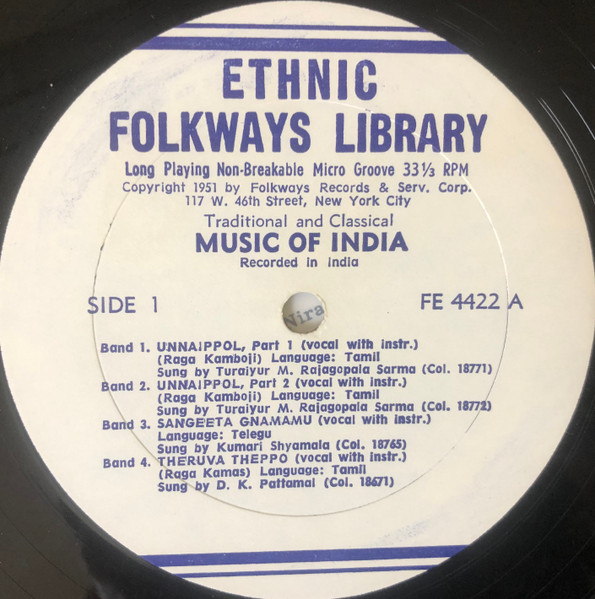 ETHNIC
FOLKWAYS LIBRARY
Long Playing Non-Breakable Micro Groove 33⅓ RPM
Copyright 1951 by Folkways Records & Serv. Corp.
117 W. 46th Street, New York City
Traditional and Classical
MUSIC OF INDIA
Recorded in India
SIDE 1
FE 4422 A
Nira
Band 1. UNNAIPPOL, Part 1 (vocal with instr.)
(Raga Kamboji) Language: Tamil
Sung by Turaiyur M. Rajagopala Sarma (Col. 18771)
Band 2. UNNAIPPOL, Part 2 (vocal with instr.)
(Raga Kamboji) Language: Tamil
Sung by Turaiyur M. Rajagopala Sarma (Col. 18772)
Band 3. SANGEETA GNAMAMU (vocal with instr.)
Language: Telegu
Sung by Kumari Shyamala (Col. 18765)
Band 4. THERUVA THEPPO (vocal with instr.)
(Raga Kamas) Language: Tamil
Sung by D. K. Pattamal (Col. 18671)